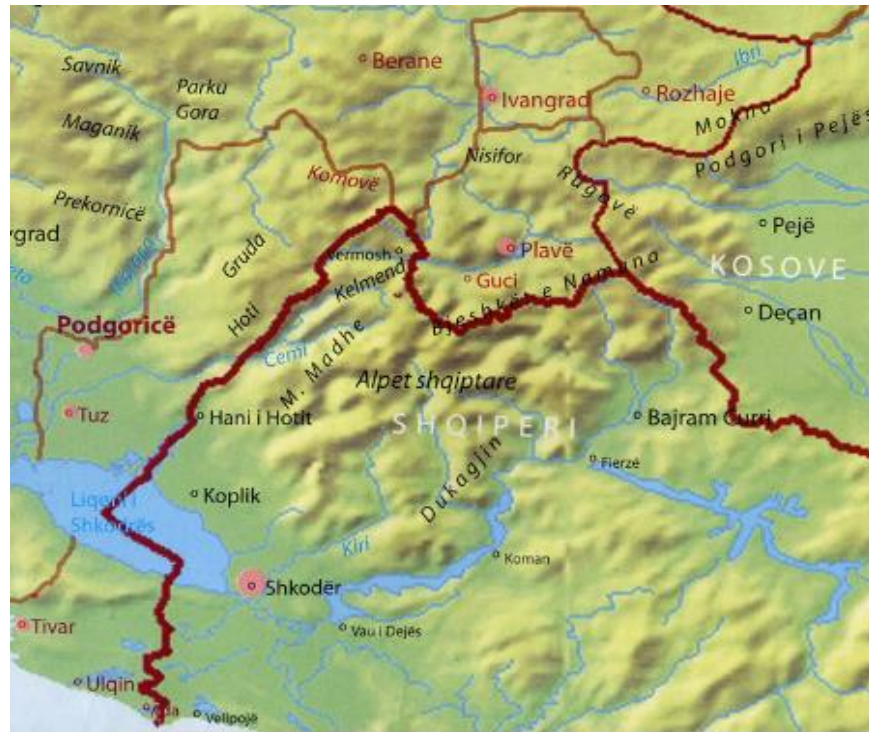 Savnik
Berane
Ibri
Parku
Gora
Ivangrad
Rozhaje
Maganik
Mokna
Nisifor
Podgori i Pejës
Komovë
Rugovë
Prekornicë
vgrad
Gruda
Vermosh
Plavë
Pejë
Kelmend
Guci
KOSOVE
Bjeshkët e Namuna
Hoti
Deçan
Podgoricë
Cemi
M. Madhe
Alpet shqiptare
Tuz
Hani i Hotit
SHQIPERI
Bajram Curri
Dukagjin
Fierzë
Liqeni i
Shkodrës
Koplik
Kiri
Koman
Shkodër
Tivar
Vau i Dejës
Ulqin
Ada
Velipojë